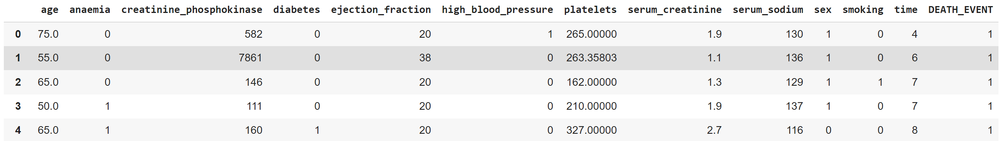 age anaemia creatinine_phosphokinase diabetes ejection_fraction high_blood_pressure platelets serum_creatinine serum_sodium sex smoking time DEATH_EVENT
0 75.0 0 582 0 20 1 265.00000 1.9 130 1 0 4 1
1 55.0 0 7861 0 38 0 263.35803 1.1 136 1 0 6 1
2 65.0 0 146 0 20 0 162.00000 1.3 129 1 1 7 1
3 50.0 1 111 0 20 0 210.00000 1.9 137 1 0 7 1
4 65.0 1 160 1 20 0 327.00000 2.7 116 0 0 8 1